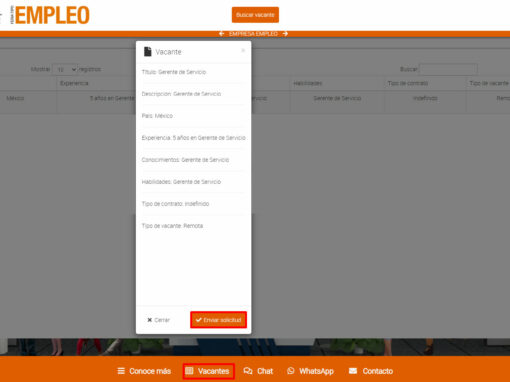 EMPLEO
Buscar vacante
EMPRESA EMPLEO
Mostrar 10 registros
Buscar:
Experiencia
Habilidades
Tipo de contrato
Tipo de vacante
México
5 años en Gerente
Gerente de Servicio
Indefinido
Vacante
×
Título: Gerente de Servicio
Descripción: Gerente de Servicio
País: México
Experiencia: 5 años en Gerente de Servicio
Conocimientos: Gerente de Servicio
Habilidades: Gerente de Servicio
Tipo de contrato: Indefinido
Tipo de vacante: Remota
Cerrar
Enviar solicitud
Conoce más
Vacantes
Chat
WhatsApp
Contacto